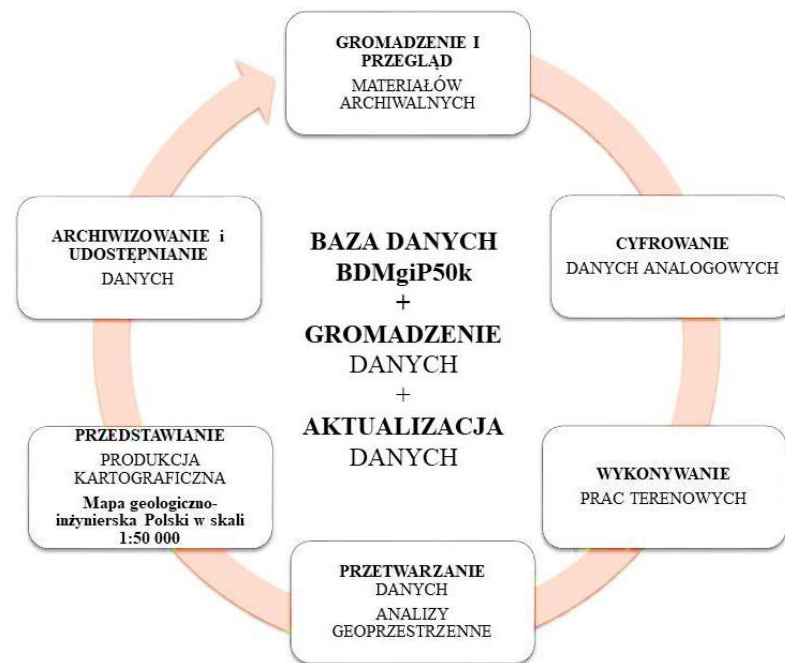 GROMADZENIE I
PRZEGLĄD
MATERIAŁÓW
ARCHIWALNYCH
CYFROWANIE
DANYCH ANALOGOWYCH
WYKONYWANIE
PRAC TERENOWYCH
PRZETWARZANIE
DANYCH
ANALIZY
GEOPRZESTRZENNE
PRZEDSTAWIANIE
PRODUKCJA
KARTOGRAFICZNA
Mapa geologiczno-
inżynierska Polski w skali
1:50 000
ARCHIWIZOWANIE i
UDOSTĘPNIANIE
DANYCH
BAZA DANYCH
BDMgiP50k
+
GROMADZENIE
DANYCH
+
AKTUALIZACJA
DANYCH